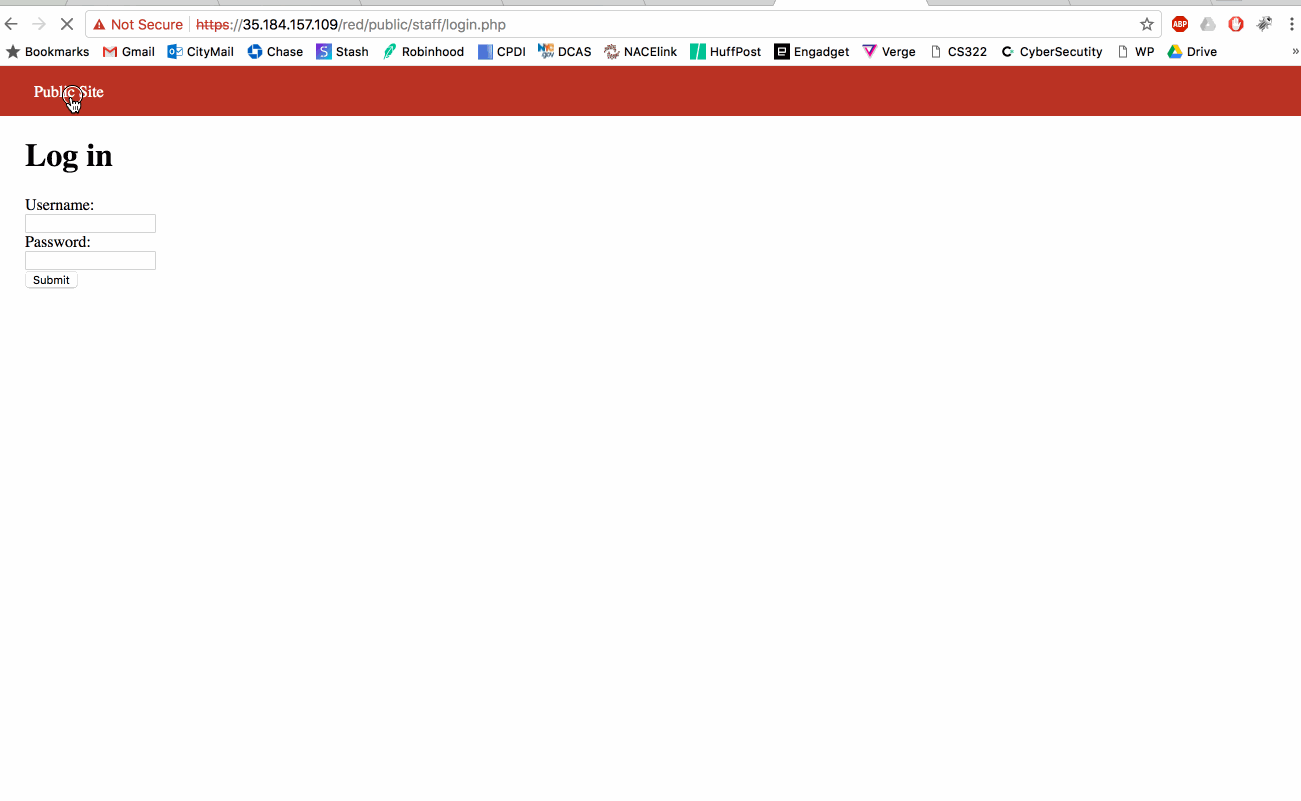 Not Secure https://35.184.157.109/red/public/staff/login.php ABP
Bookmarks Gmail CityMail Chase Stash Robinhood CPDI DCAS NACElink HuffPost Engadget Verge CS322 CyberSecutity WP Drive »
Public Site
Log in
Username:
Password:
Submit